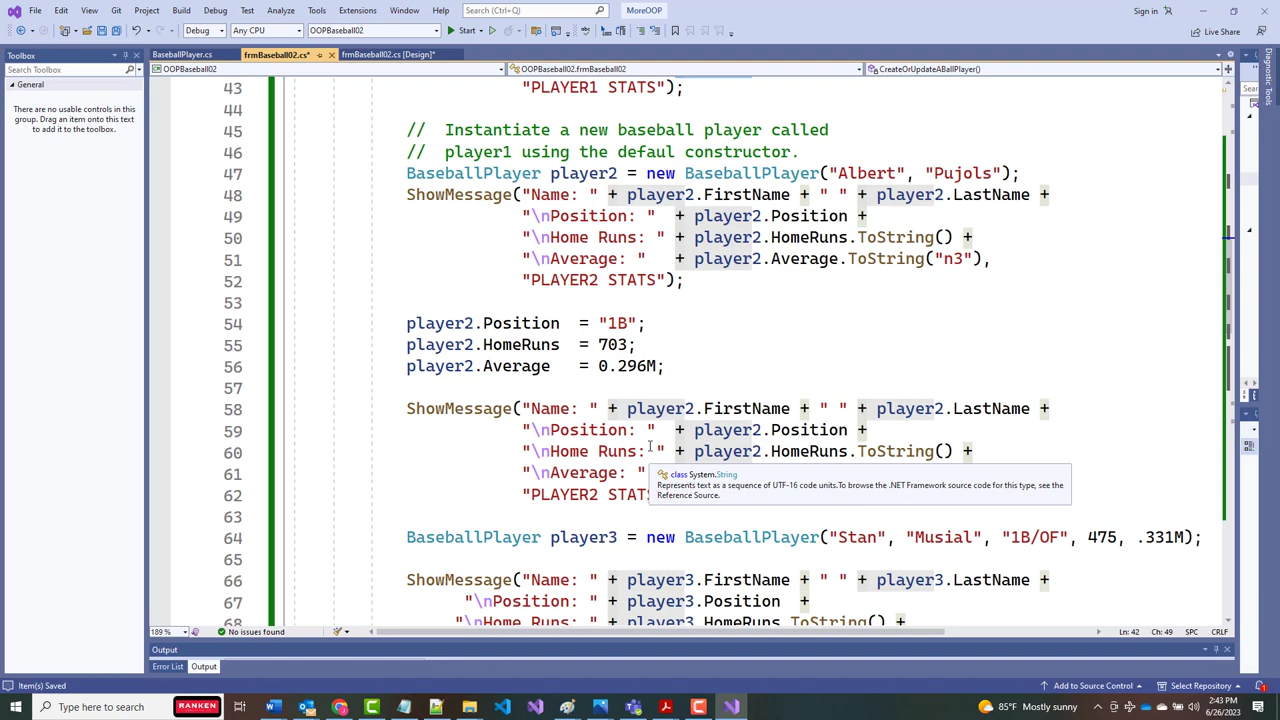 File Edit View Git Project Build Debug Test Analyze Tools Extensions Window Help Search (Ctrl+Q) MoreOOP Sign in
Debug Any CPU OOPBaseball02 Start Live Share
Toolbox
Search Toolbox
General
There are no usable controls in this
group. Drag an item onto this text
to add it to the toolbox.
BaseballPlayer.cs frmBaseball02.cs* frmBaseball02.cs [Design]*
OOPBaseball02 OOPBaseball02.frmBaseball02 CreateOrUpdateABallPlayer()
Diagnostic Tools
43 "PLAYER1 STATS");
44
45 //  Instantiate a new baseball player called
46 //  player1 using the defaul constructor.
47 BaseballPlayer player2 = new BaseballPlayer("Albert", "Pujols");
48 ShowMessage("Name: " + player2.FirstName + " " + player2.LastName +
49 "\nPosition: "  + player2.Position +
50 "\nHome Runs: " + player2.HomeRuns.ToString() +
51 "\nAverage: "   + player2.Average.ToString("n3"),
52 "PLAYER2 STATS");
53
54 player2.Position  = "1B";
55 player2.HomeRuns  = 703;
56 player2.Average   = 0.296M;
57
58 ShowMessage("Name: " + player2.FirstName + " " + player2.LastName +
59 "\nPosition: "  + player2.Position +
60 "\nHome Runs: " + player2.HomeRuns.ToString() +
61 "\nAverage: "
62 "PLAYER2 STATS
class System.String
Represents text as a sequence of UTF-16 code units.To browse the .NET Framework source code for this type, see the
Reference Source.
63
64 BaseballPlayer player3 = new BaseballPlayer("Stan", "Musial", "1B/OF", 475, .331M);
65
66 ShowMessage("Name: " + player3.FirstName + " " + player3.LastName +
67 "\nPosition: " + player3.Position  +
68 "\nHome Runs: " + player3.HomeRuns.ToString() +
189 % No issues found Ln: 42 Ch: 49 SPC CRLF
Output
Error List Output
Item(s) Saved Add to Source Control Select Repository 1
Type here to search RANKEN 85°F Mostly sunny 2:43 PM
6/26/2023